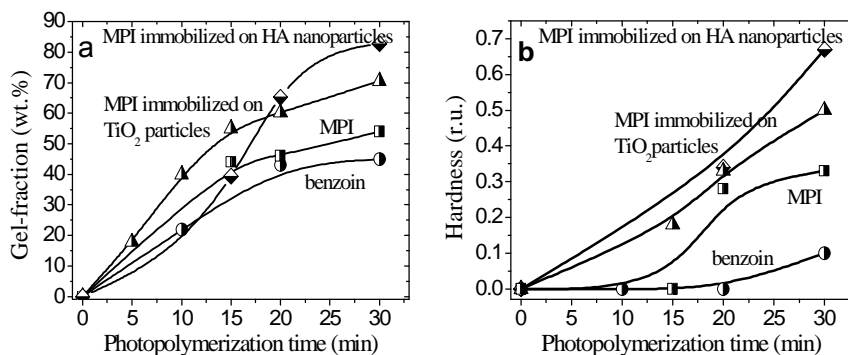 a
MPI immobilized on HA nanoparticles
MPI immobilized on
TiO2 particles
MPI
benzoin
Gel-fraction (wt.%)
90
80
70
60
50
40
30
20
10
0
0 5 10 15 20 25 30
Photopolymerization time (min)
b
MPI immobilized on HA nanoparticles
MPI immobilized on
TiO2particles
MPI
benzoin
Hardness (r.u.)
0.7
0.6
0.5
0.4
0.3
0.2
0.1
0.0
0 5 10 15 20 25 30
Photopolymerization time (min)